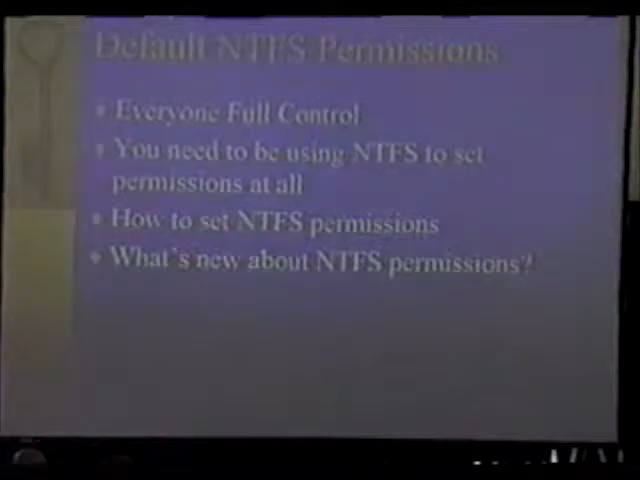 Default NTFS Permissions
• Everyone Full Control
• You need to be using NTFS to set
permissions at all
• How to set NTFS permissions
• What's new about NTFS permissions?